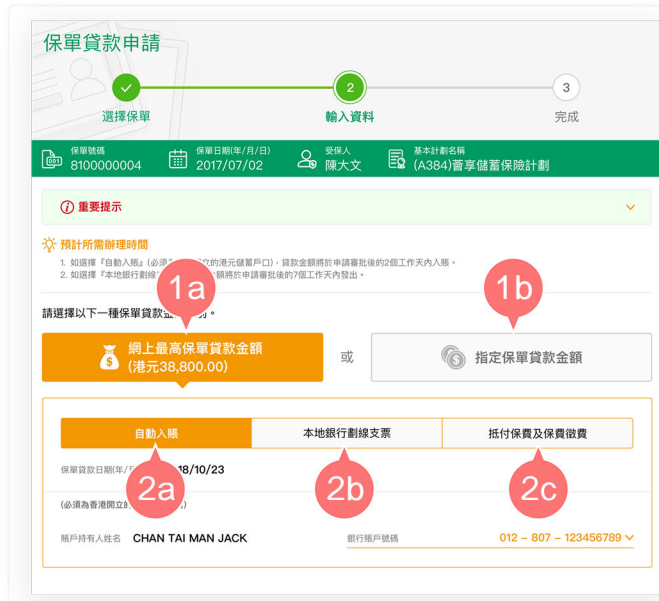 保單貸款申請
2
3
選擇保單
輸入資料
完成
保單號碼
8100000004
保單日期(年/月/日)
2017/07/02
受保人
陳大文
基本計劃名稱
(A384)薈享儲蓄保險計劃
重要提示
預計所需辦理時間
1. 如選擇『自動入賬』(必須 立的港元儲蓄戶口)，貸款金額將於申請審批後的2個工作天內入賬。
2. 如選擇『本地銀行劃線 額將於申請審批後的7個工作天內發出。
1a
1b
請選擇以下一種保單貸款 。
網上最高保單貸款金額
(港元38,800.00)
或
指定保單貸款金額
自動入賬
本地銀行劃線支票
抵付保費及保費徵費
保單貸款日期(年/ 18/10/23
2a
2b
2c
(必須為香港開立
賬戶持有人姓名 CHAN TAI MAN JACK
銀行賬戶號碼 012 – 807 – 123456789